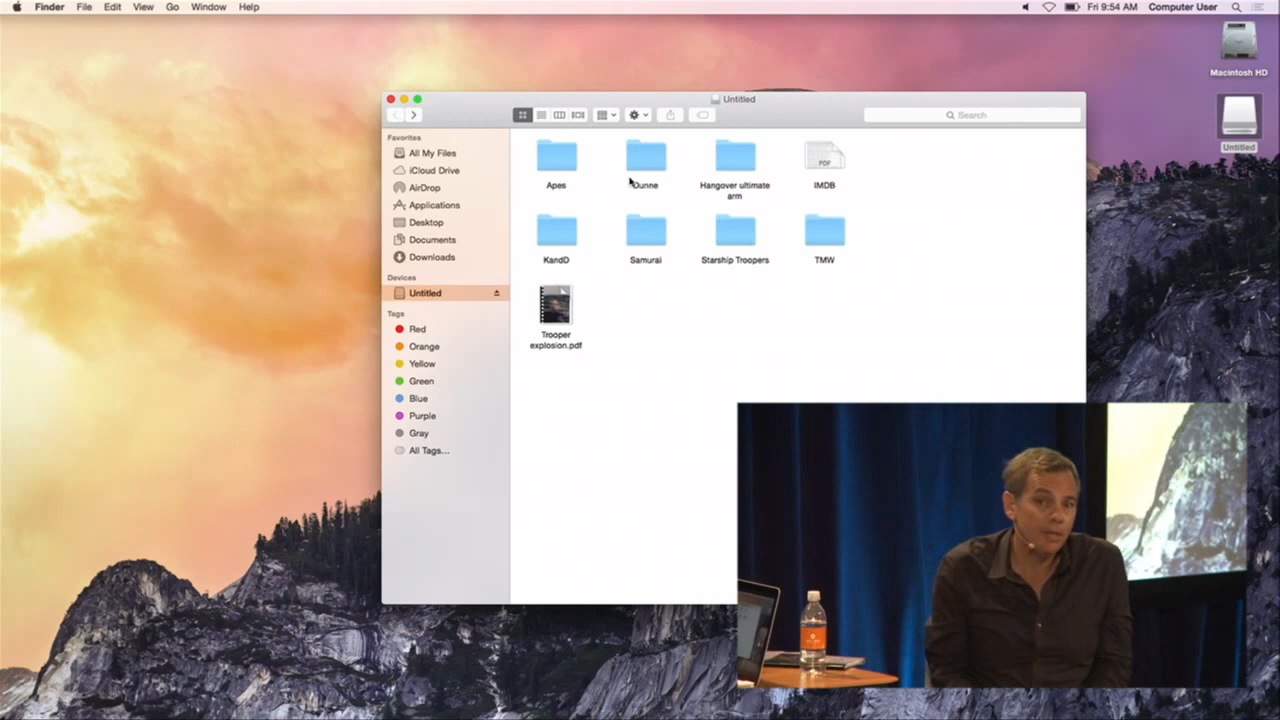 Finder File Edit View Go Window Help
Fri 9:54 AM Computer User
Macintosh HD
Untitled
Untitled
Search
Favorites
All My Files
iCloud Drive
AirDrop
Applications
Desktop
Documents
Downloads
Devices
Untitled
Tags
Red
Orange
Yellow
Green
Blue
Purple
Gray
All Tags...
Apes
Dunne
Hangover ultimate
arm
PDF
IMDB
KandD
Samurai
Starship Troopers
TMW
Trooper
explosion.pdf